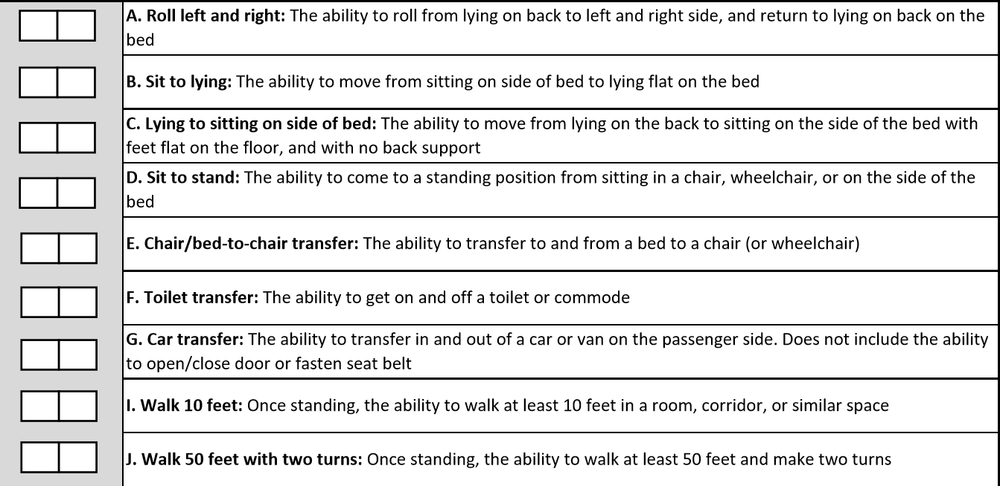 A. Roll left and right: The ability to roll from lying on back to left and right side, and return to lying on back on the
bed
B. Sit to lying: The ability to move from sitting on side of bed to lying flat on the bed
C. Lying to sitting on side of bed: The ability to move from lying on the back to sitting on the side of the bed with
feet flat on the floor, and with no back support
D. Sit to stand: The ability to come to a standing position from sitting in a chair, wheelchair, or on the side of the
bed
E. Chair/bed-to-chair transfer: The ability to transfer to and from a bed to a chair (or wheelchair)
F. Toilet transfer: The ability to get on and off a toilet or commode
G. Car transfer: The ability to transfer in and out of a car or van on the passenger side. Does not include the ability
to open/close door or fasten seat belt
I. Walk 10 feet: Once standing, the ability to walk at least 10 feet in a room, corridor, or similar space
J. Walk 50 feet with two turns: Once standing, the ability to walk at least 50 feet and make two turns